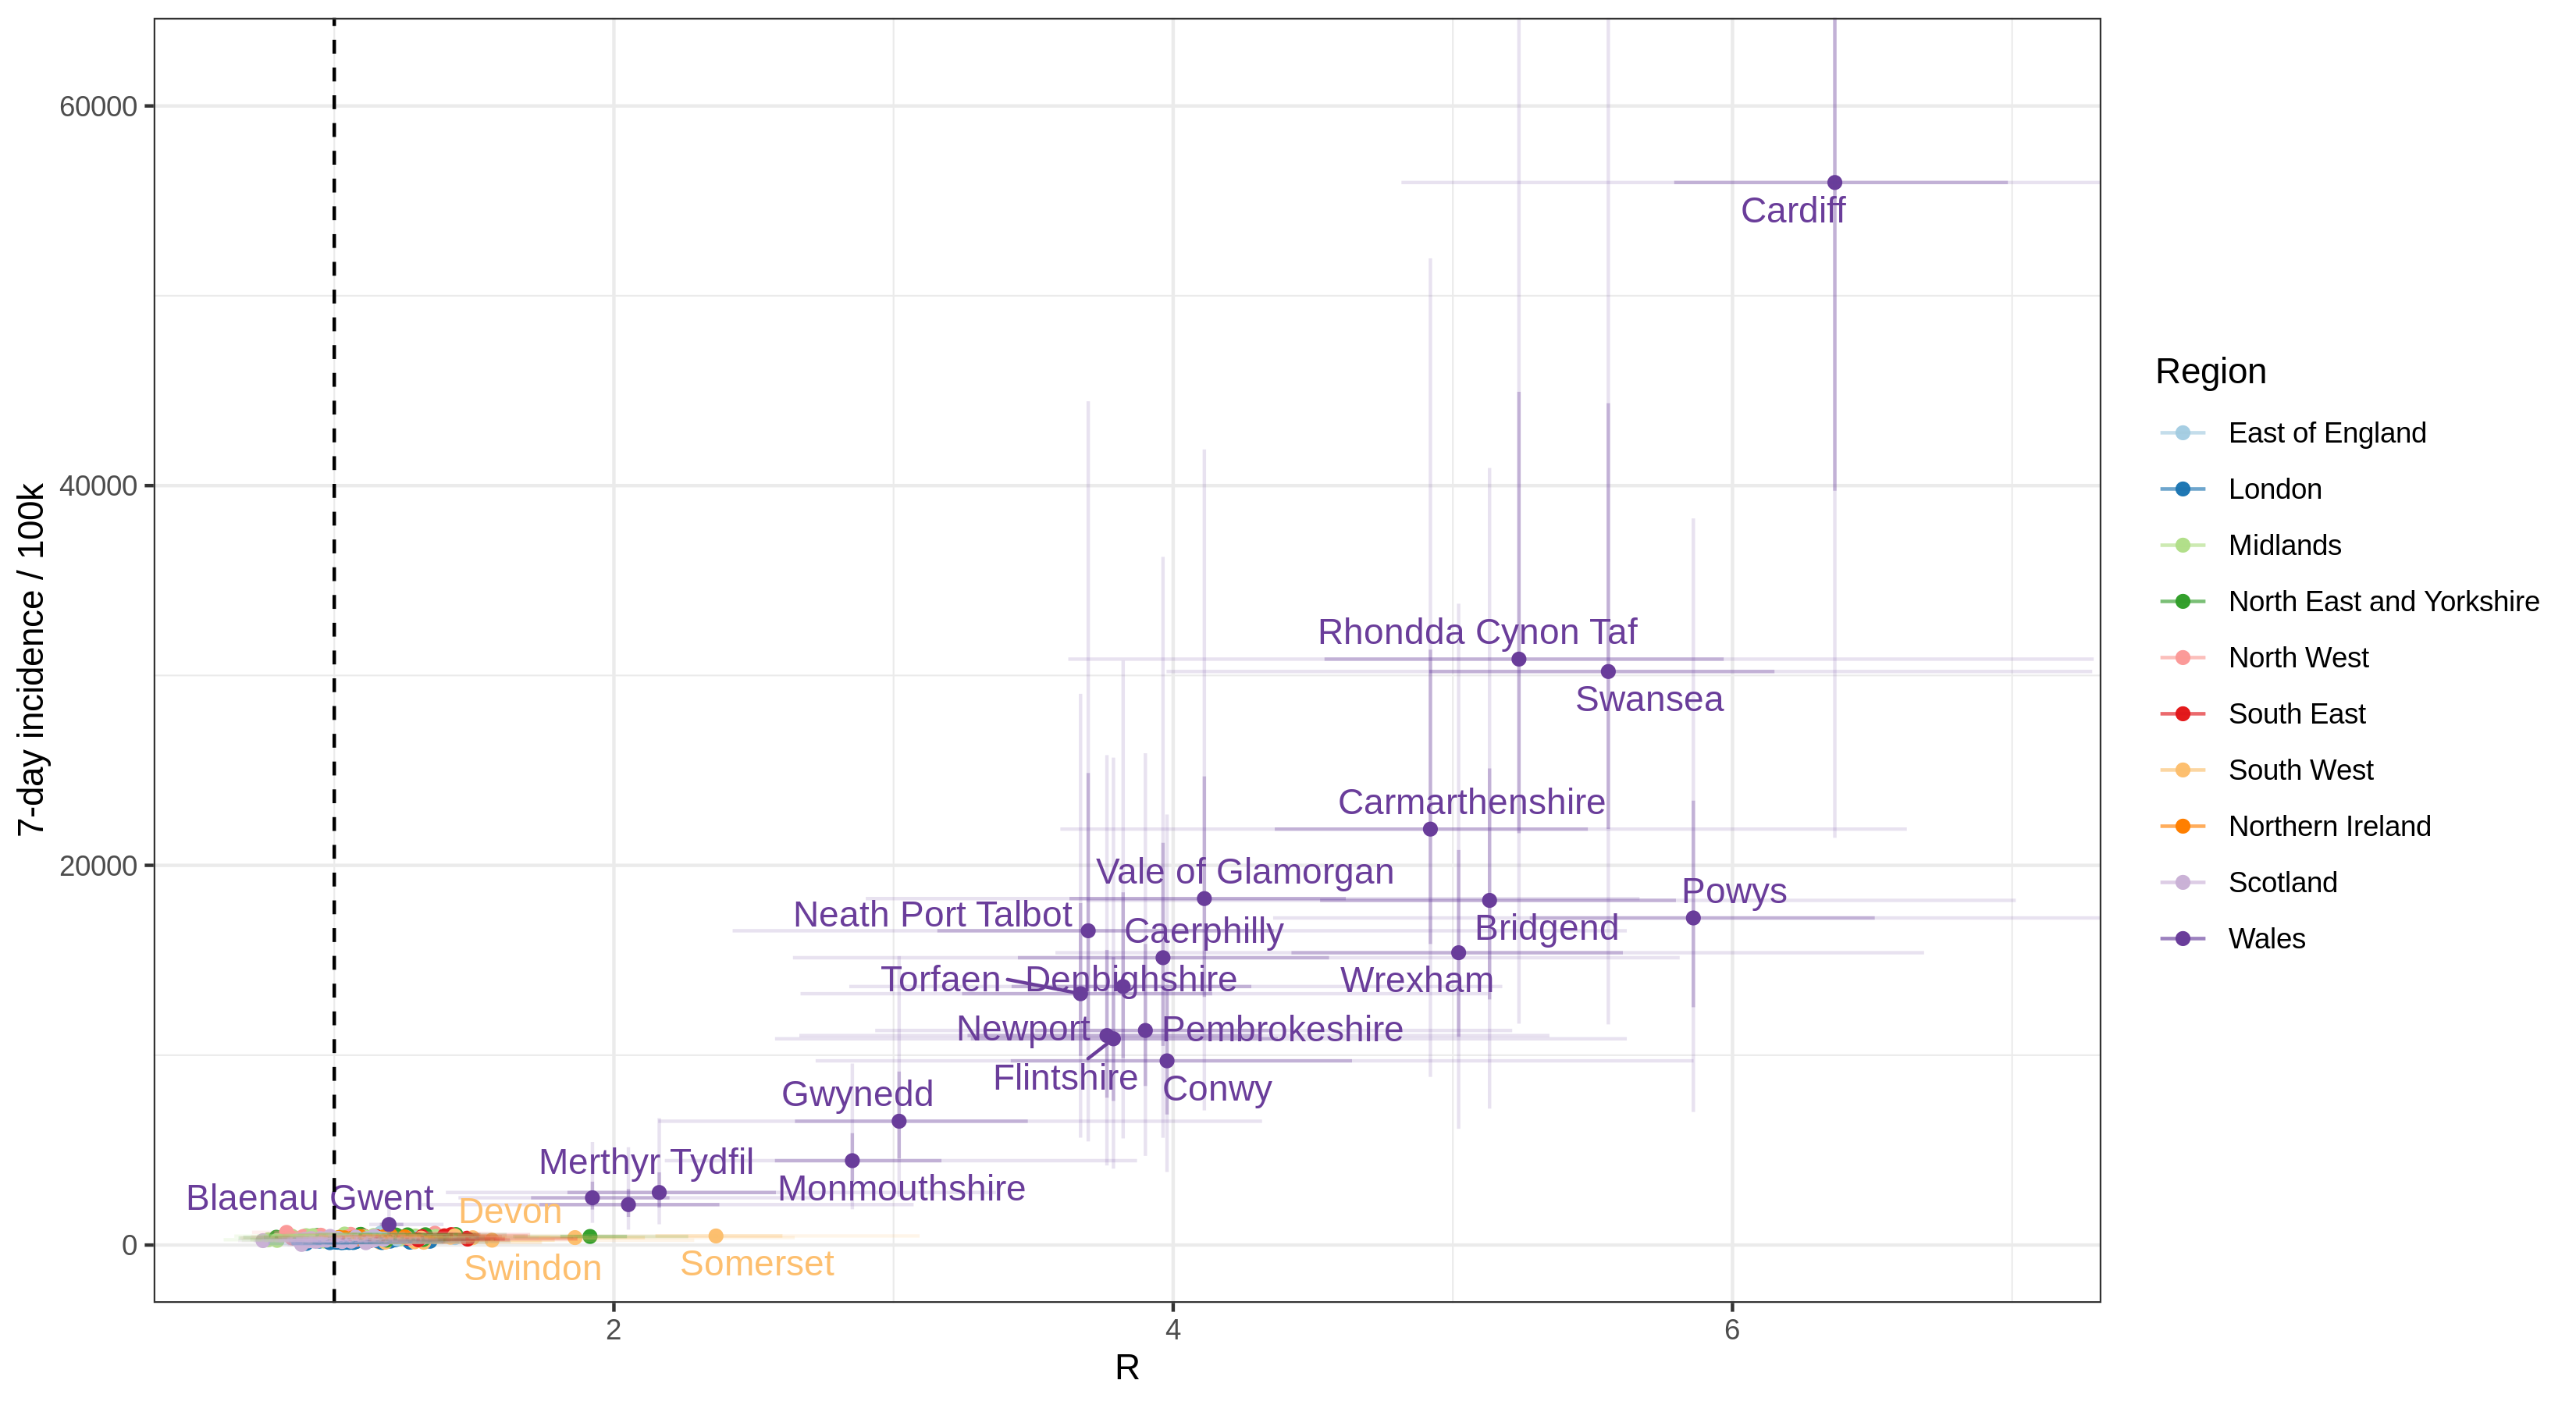 60000
40000
20000
0
7-day incidence / 100k
Cardiff
Rhondda Cynon Taf
Swansea
Carmarthenshire
Vale of Glamorgan
Powys
Neath Port Talbot
Caerphilly
Bridgend
Torfaen
Denbighshire
Wrexham
Newport
Pembrokeshire
Flintshire
Conwy
Gwynedd
Merthyr Tydfil
Monmouthshire
Blaenau Gwent
Devon
Swindon
Somerset
2
4
6
R
Region
East of England
London
Midlands
North East and Yorkshire
North West
South East
South West
Northern Ireland
Scotland
Wales